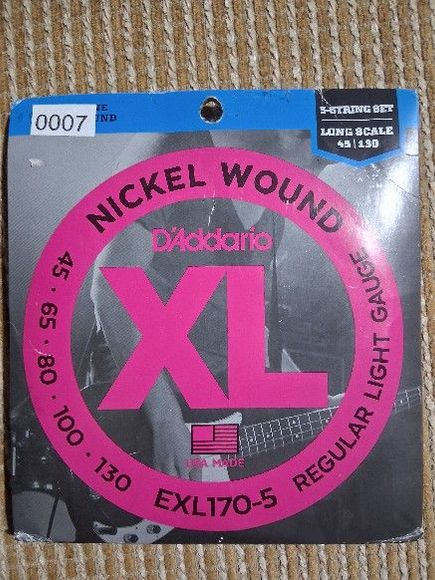 0007
5-STRING SET
LONG SCALE
45 | 130
NICKEL WOUND
D'Addario
XL
USA MADE
45 · 65 · 80 · 100 · 130
EXL170-5
REGULAR LIGHT GAUGE